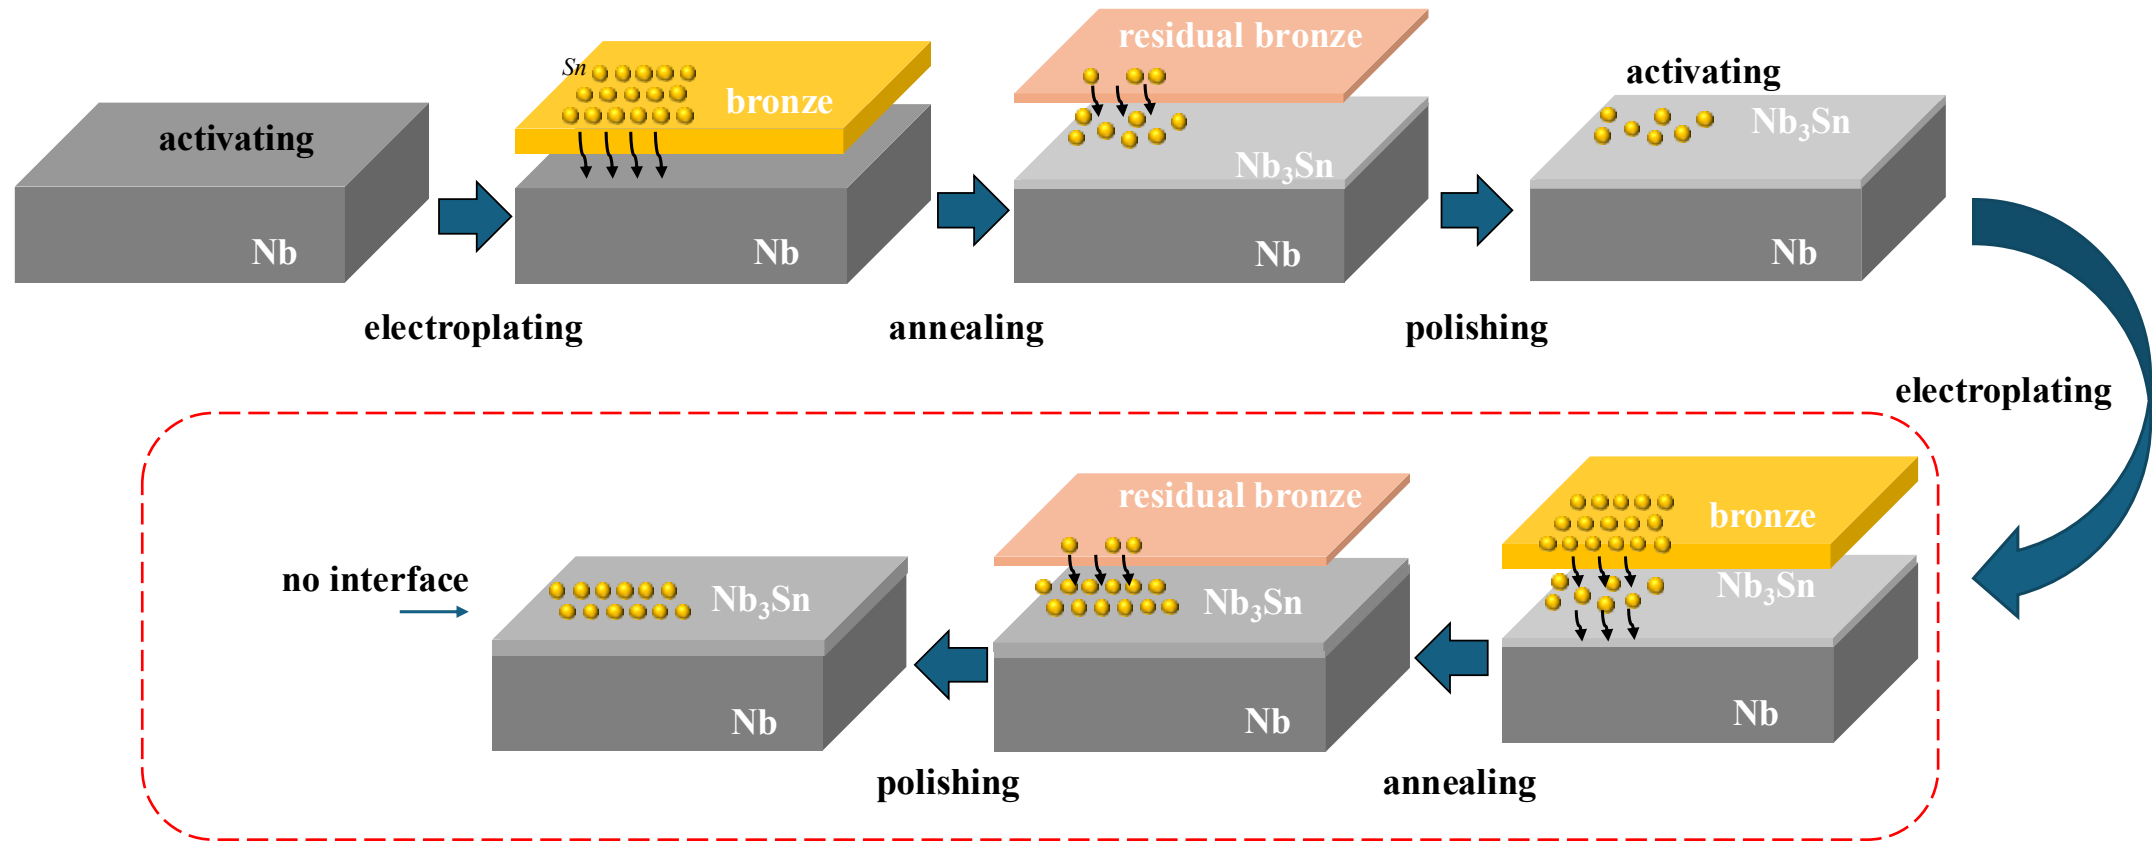 activating
Nb
electroplating
Sn
bronze
Nb
annealing
residual bronze
Nb₃Sn
Nb
polishing
activating
Nb₃Sn
Nb
electroplating
bronze
Nb₃Sn
Nb
annealing
residual bronze
Nb₃Sn
Nb
polishing
no interface
Nb₃Sn
Nb